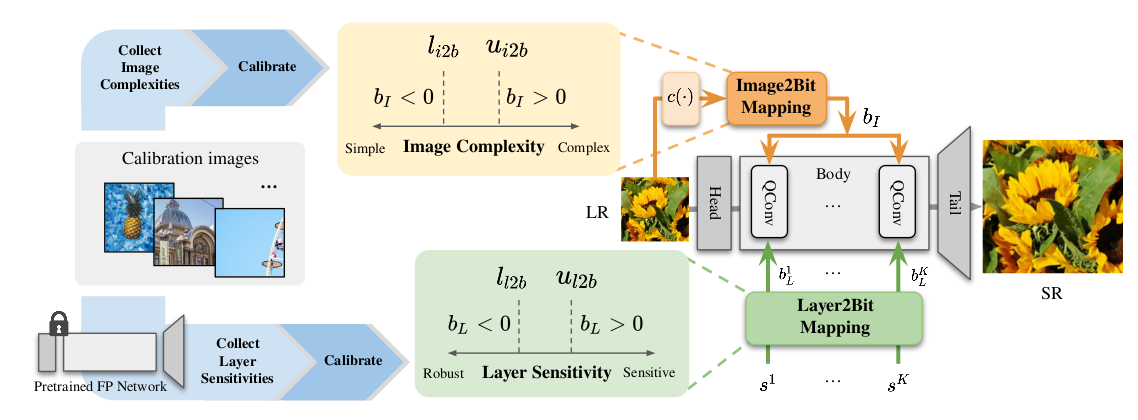 Collect
Image
Complexities
Calibrate
l_{i2b} u_{i2b}
b_I < 0 b_I > 0
Simple Image Complexity Complex
c(·)
Image2Bit
Mapping
b_I
Calibration images
...
LR
Head
QConv
Body
...
QConv
Tail
SR
b_L^1 ... b_L^K
Layer2Bit
Mapping
s^1 ... s^K
Pretrained FP Network
Collect
Layer
Sensitivities
Calibrate
l_{l2b} u_{l2b}
b_L < 0 b_L > 0
Robust Layer Sensitivity Sensitive